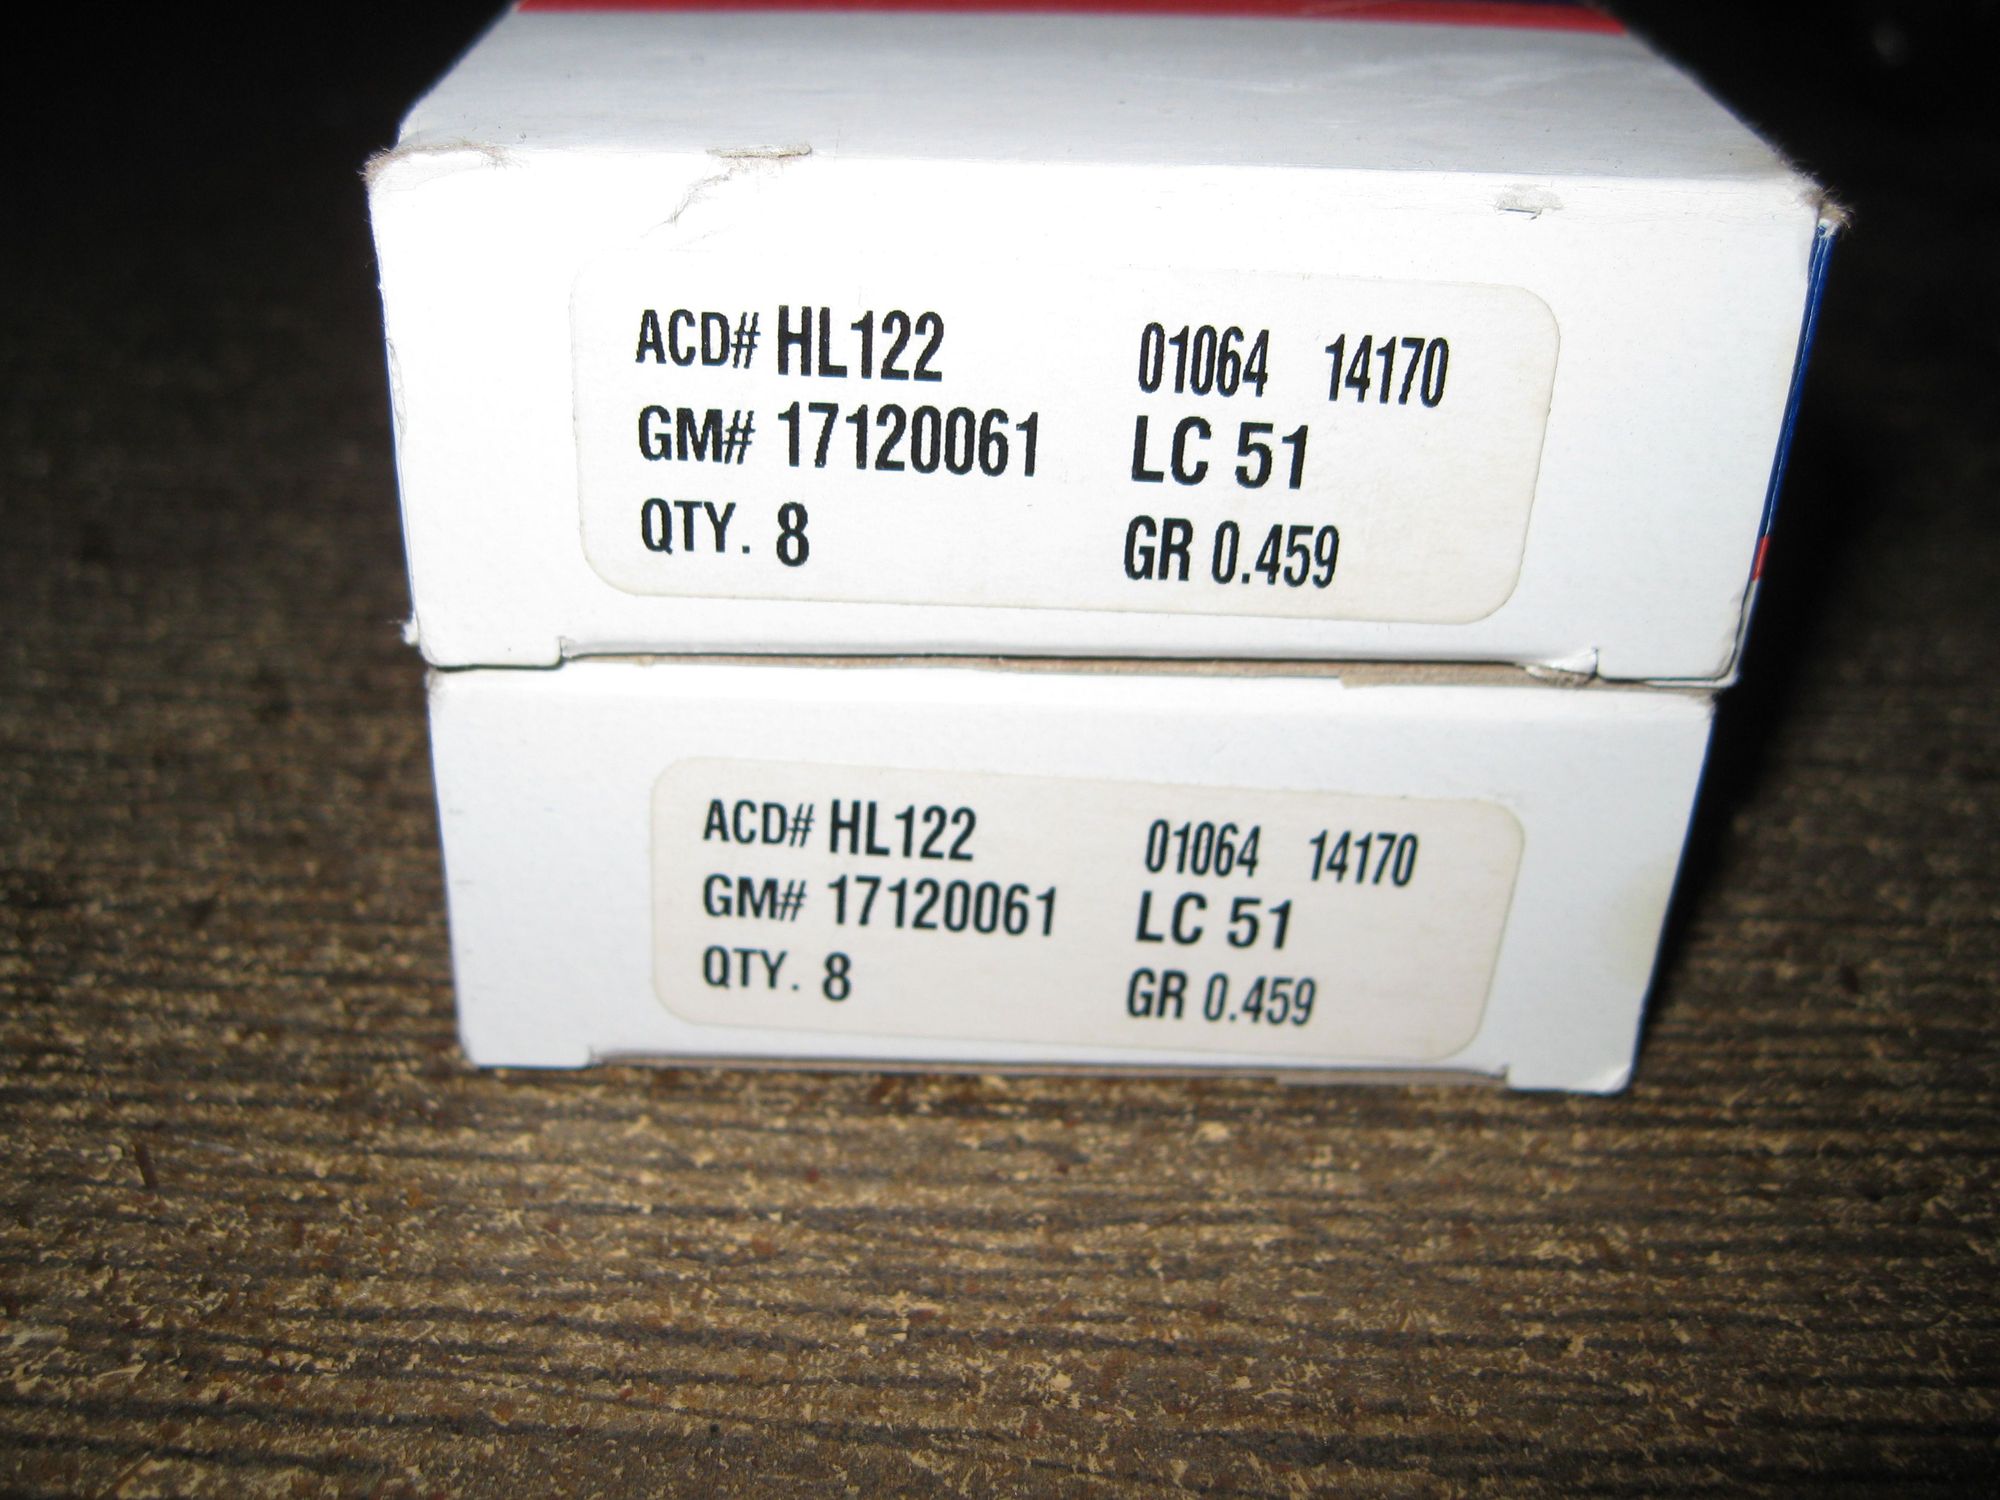 ACD# HL122 01064 14170
GM# 17120061 LC 51
QTY. 8 GR 0.459
ACD# HL122 01064 14170
GM# 17120061 LC 51
QTY. 8 GR 0.459